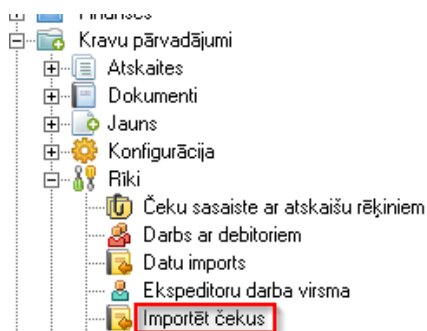 Kravu pārvadājumi
Atskaites
Dokumenti
Jauns
Konfigurācija
Rīki
Čeku sasaiste ar atskaišu rēķiniem
Darbs ar debitoriem
Datu imports
Ekspeditoru darba virsma
Importēt čekus